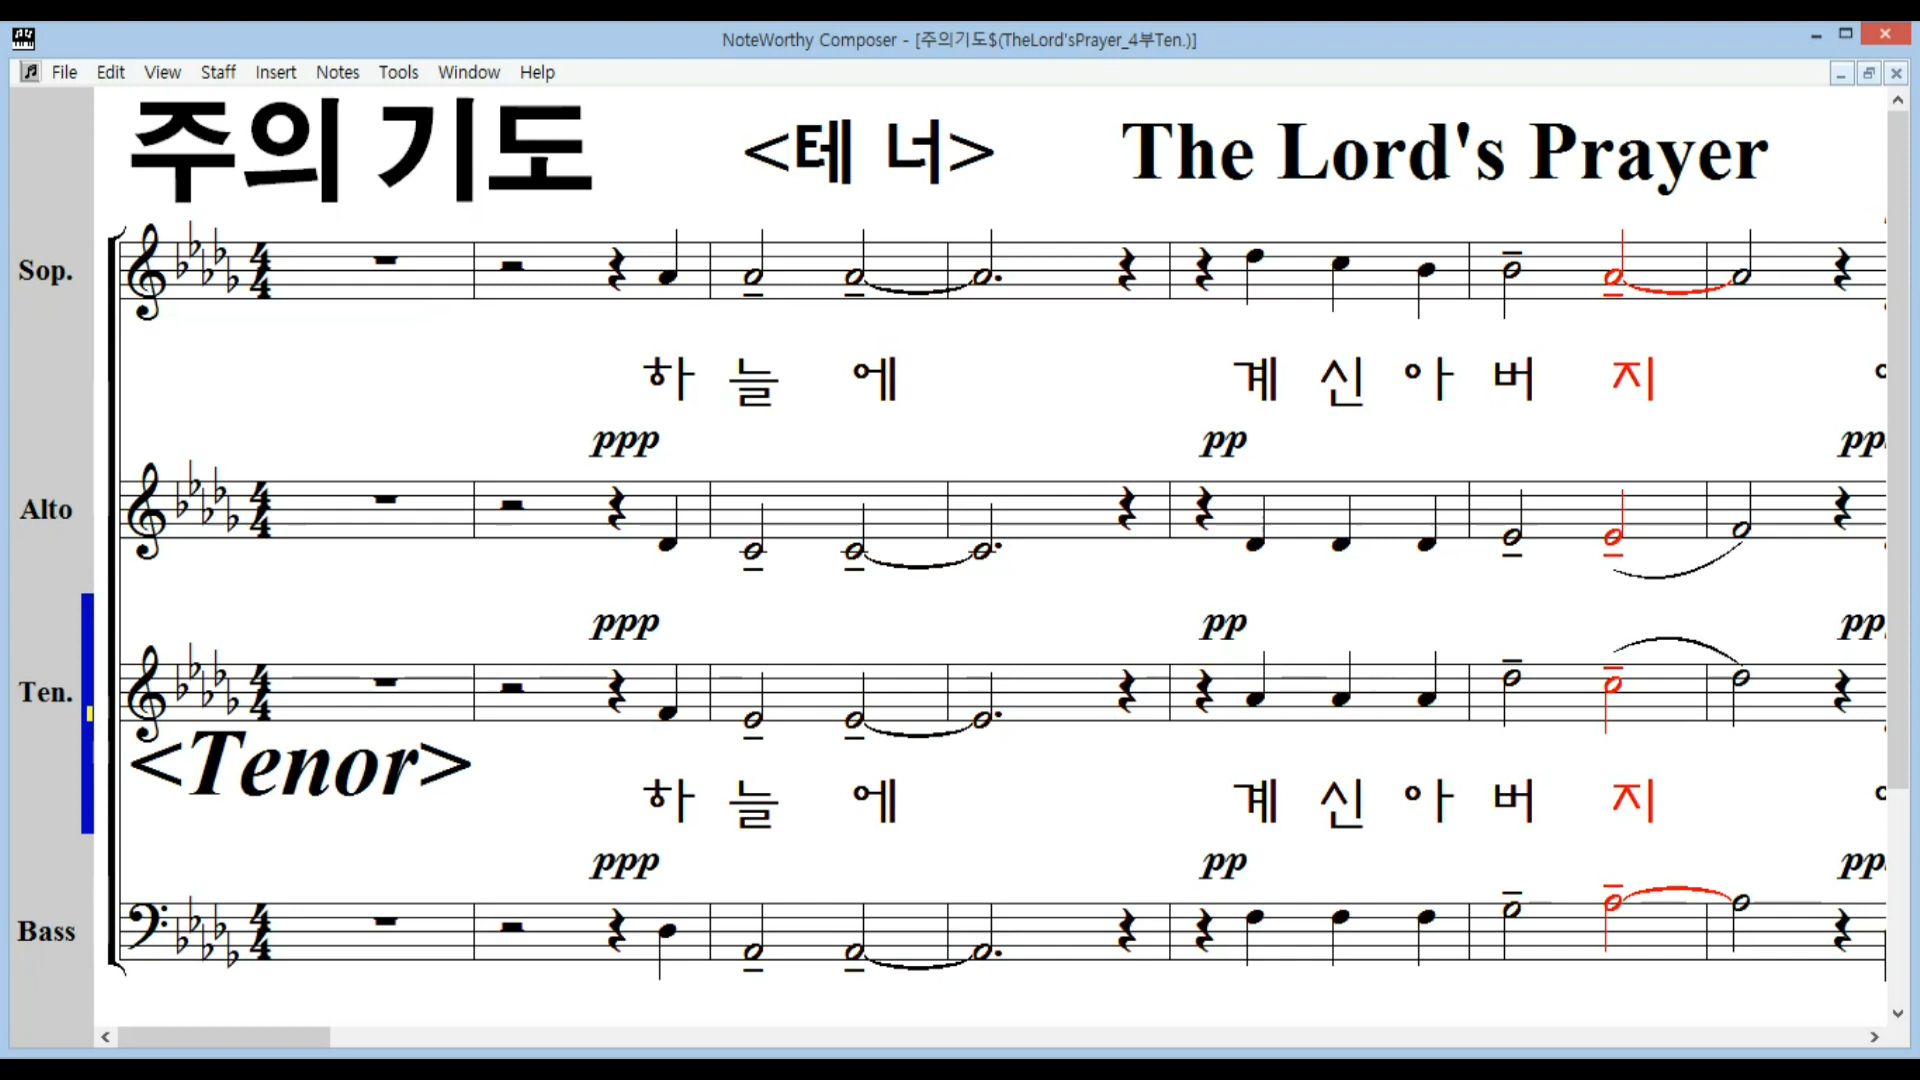 NoteWorthy Composer - [주의기도$(TheLord'sPrayer_4부Ten.)]
File Edit View Staff Insert Notes Tools Window Help
주의 기도 <테 너> The Lord's Prayer
Sop.
하 늘 에 계 신 아 버 지
ppp pp pp
Alto
ppp pp pp
Ten.
<Tenor>
하 늘 에 계 신 아 버 지
ppp pp pp
Bass